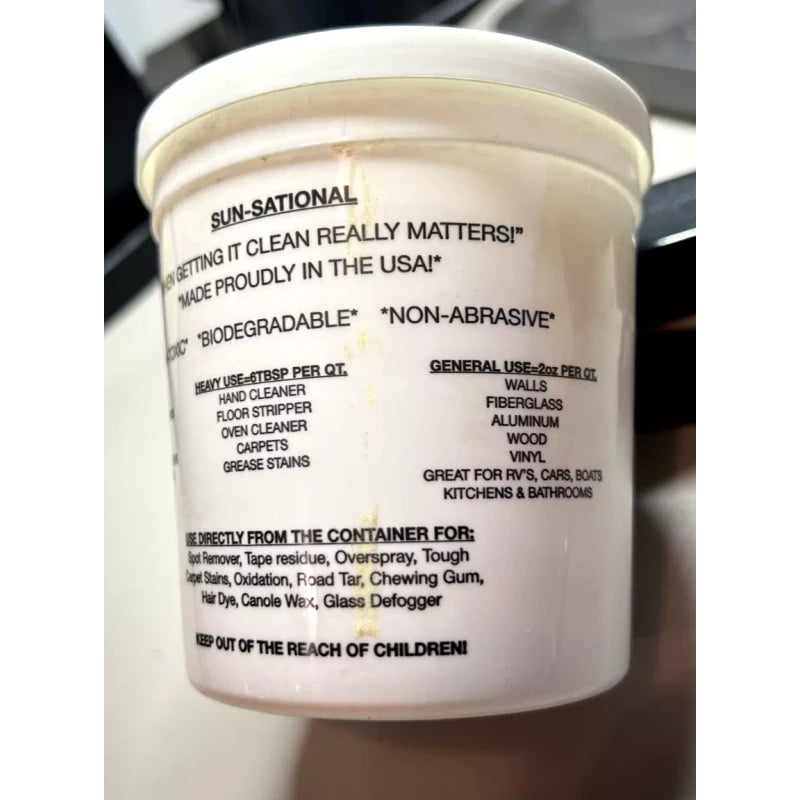 SUN-SATIONAL
GETTING IT CLEAN REALLY MATTERS!"
*MADE PROUDLY IN THE USA!*
*BIODEGRADABLE* *NON-ABRASIVE*
HEAVY USE=6TBSP PER QT.
HAND CLEANER
FLOOR STRIPPER
OVEN CLEANER
CARPETS
GREASE STAINS
GENERAL USE=2oz PER QT.
WALLS
FIBERGLASS
ALUMINUM
WOOD
VINYL
GREAT FOR RV'S, CARS, BOATS
KITCHENS & BATHROOMS
USE DIRECTLY FROM THE CONTAINER FOR:
Spot Remover, Tape residue, Overspray, Tough
Carpet Stains, Oxidation, Road Tar, Chewing Gum,
Hair Dye, Canole Wax, Glass Defogger
KEEP OUT OF THE REACH OF CHILDREN!